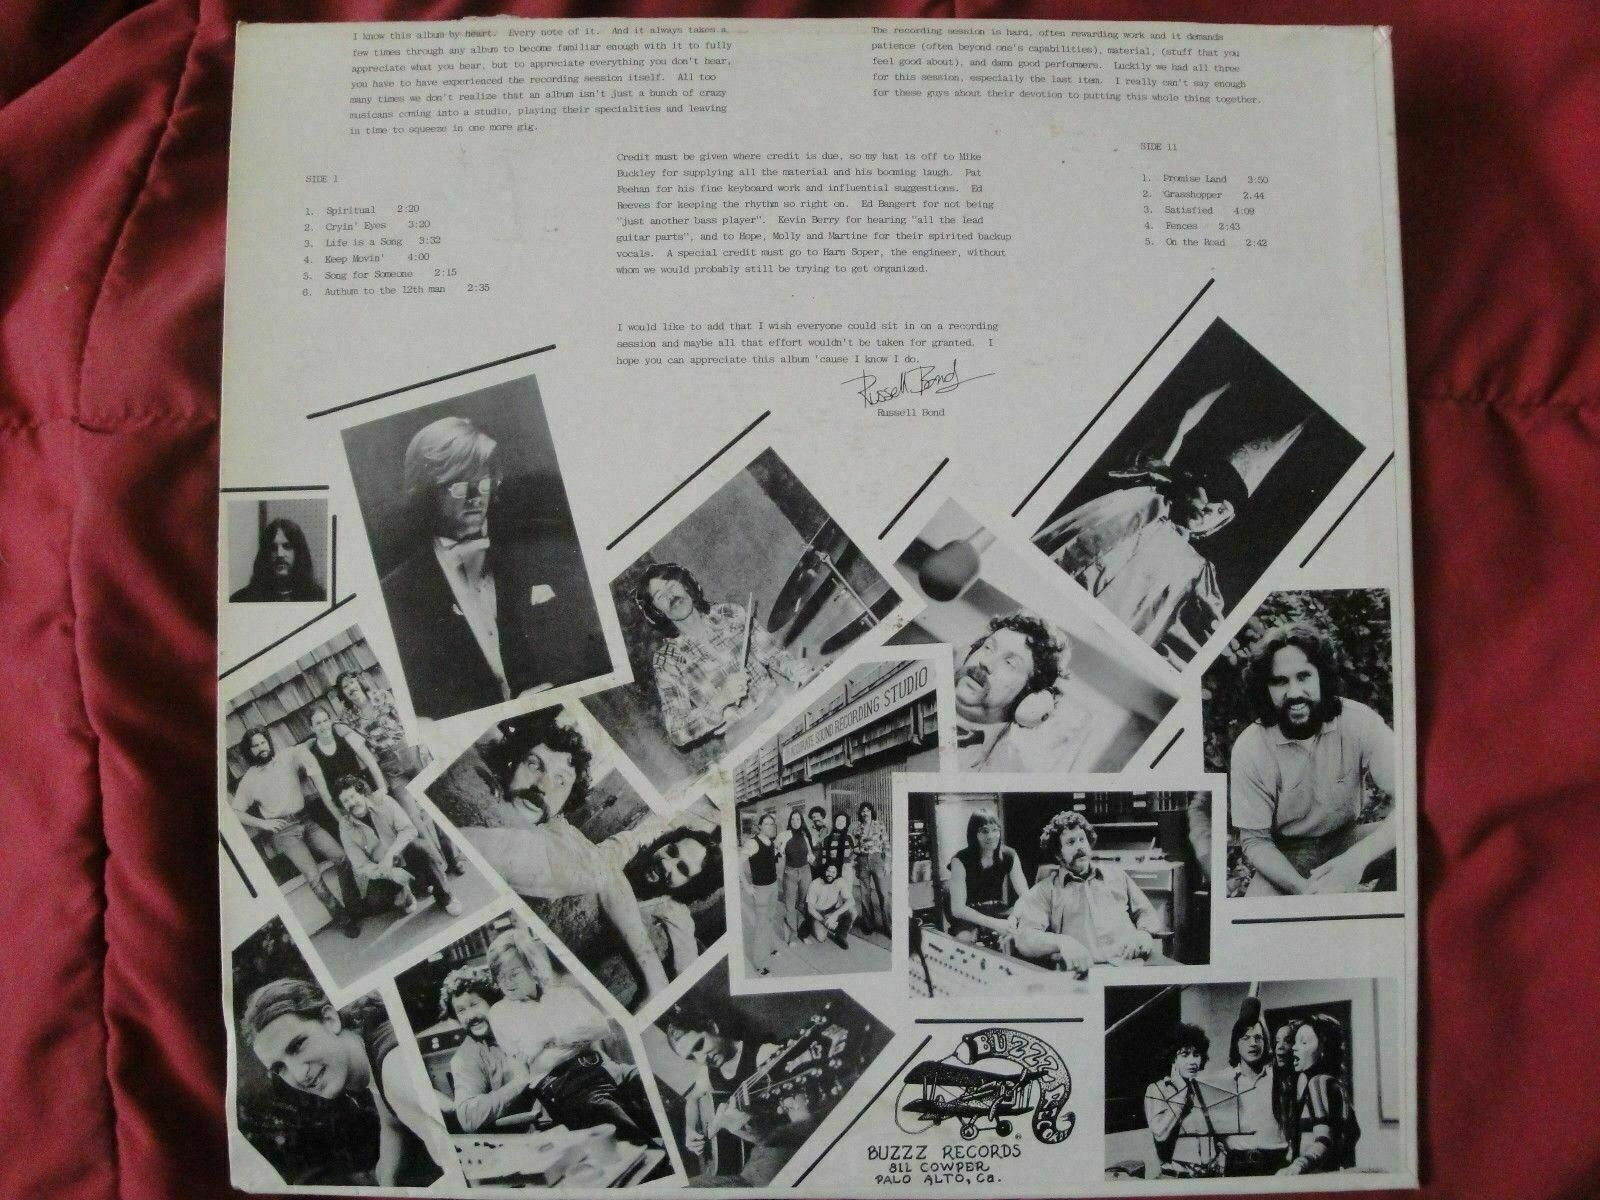 I know this album by heart.  Every note of it.  And it always takes a
few times through any album to become familiar enough with it to fully
appreciate what you hear, but to appreciate everything you don't hear,
you have to have experienced the recording session itself.  All too
many times we don't realize that an album isn't just a bunch of crazy
musicans coming into a studio, playing their specialities and leaving
in time to squeeze in one more gig.
The recording session is hard, often rewarding work and it demands
patience (often beyond one's capabilities), material, (stuff that you
feel good about), and damn good performers.  Luckily we had all three
for this session, especially the last item.  I really can't say enough
for these guys about their devotion to putting this whole thing together.
SIDE 1
1.  Spiritual   2:20
2.  Cryin' Eyes   3:20
3.  Life is a Song   3:32
4.  Keep Movin'   4:00
5.  Song for Someone   2:15
6.  Authum to the 12th man   2:35
Credit must be given where credit is due, so my hat is off to Mike
Buckley for supplying all the material and his booming laugh.  Pat
Feehan for his fine keyboard work and influential suggestions.  Ed
Reeves for keeping the rhythm so right on.  Ed Bangert for not being
"just another bass player".  Kevin Berry for hearing "all the lead
guitar parts", and to Hope, Molly and Martine for their spirited backup
vocals.  A special credit must go to Harn Soper, the engineer, without
whom we would probably still be trying to get organized.
I would like to add that I wish everyone could sit in on a recording
session and maybe all that effort wouldn't be taken for granted.  I
hope you can appreciate this album 'cause I know I do.
Russell Bond
Russell Bond
SIDE 11
1.  Promise Land   3:50
2.  Grasshopper   2.44
3.  Satisfied   4:09
4.  Fences   2:43
5.  On the Road   2:42
ACCURATE SOUND RECORDING STUDIO
BUZZZ RECORDS
BUZZZ RECORDS
811 COWPER
PALO ALTO, Ca.